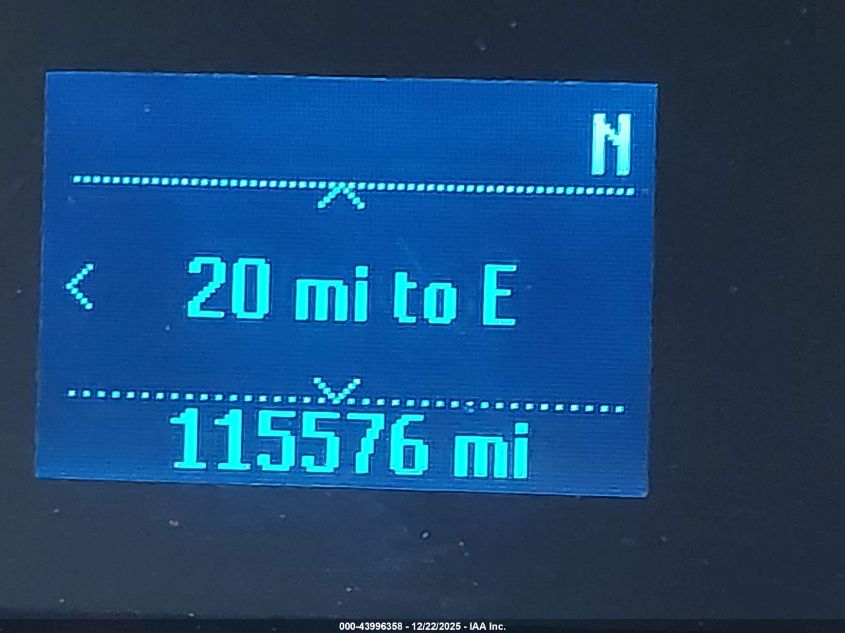 N
20 mi to E
115576 mi
000-43996358 - 12/22/2025 - IAA Inc.